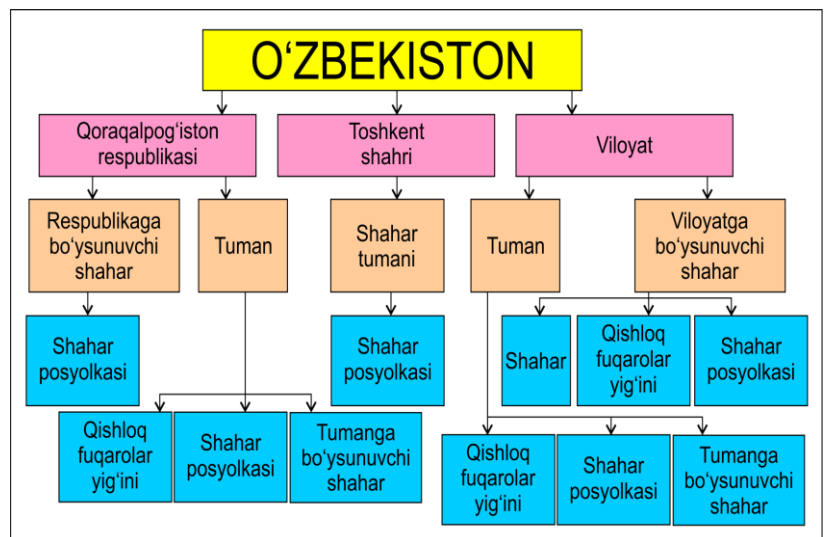 O‘ZBEKISTON
Qoraqalpog‘iston
respublikasi
Toshkent
shahri
Viloyat
Respublikaga
bo‘ysunuvchi
shahar
Tuman
Shahar
tumani
Tuman
Viloyatga
bo‘ysunuvchi
shahar
Shahar
posyolkasi
Shahar
posyolkasi
Shahar
Qishloq
fuqarolar
yig‘ini
Shahar
posyolkasi
Qishloq
fuqarolar
yig‘ini
Shahar
posyolkasi
Tumanga
bo‘ysunuvchi
shahar
Qishloq
fuqarolar
yig‘ini
Shahar
posyolkasi
Tumanga
bo‘ysunuvchi
shahar